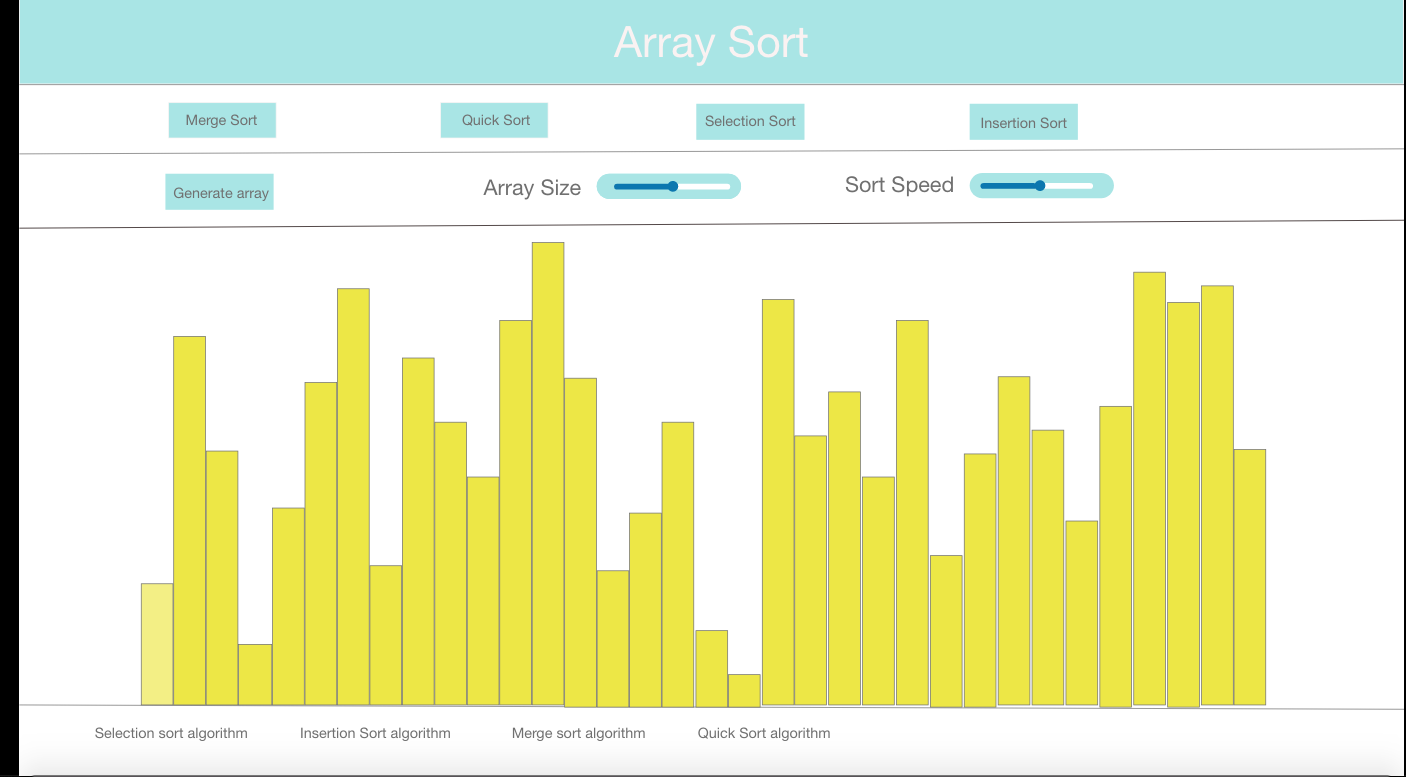 Array Sort
Merge Sort
Quick Sort
Selection Sort
Insertion Sort
Generate array
Array Size
Sort Speed
Selection sort algorithm
Insertion Sort algorithm
Merge sort algorithm
Quick Sort algorithm